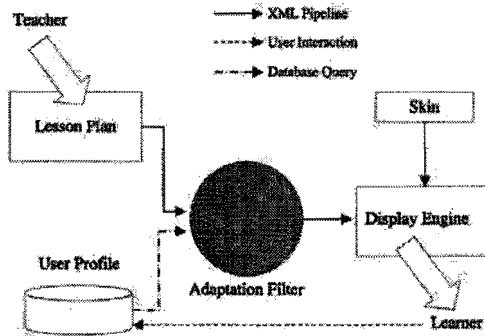 Teacher
XML Pipeline
User Interaction
Database Query
Lesson Plan
Skin
Display Engine
User Profile
Adaptation Filter
Learner